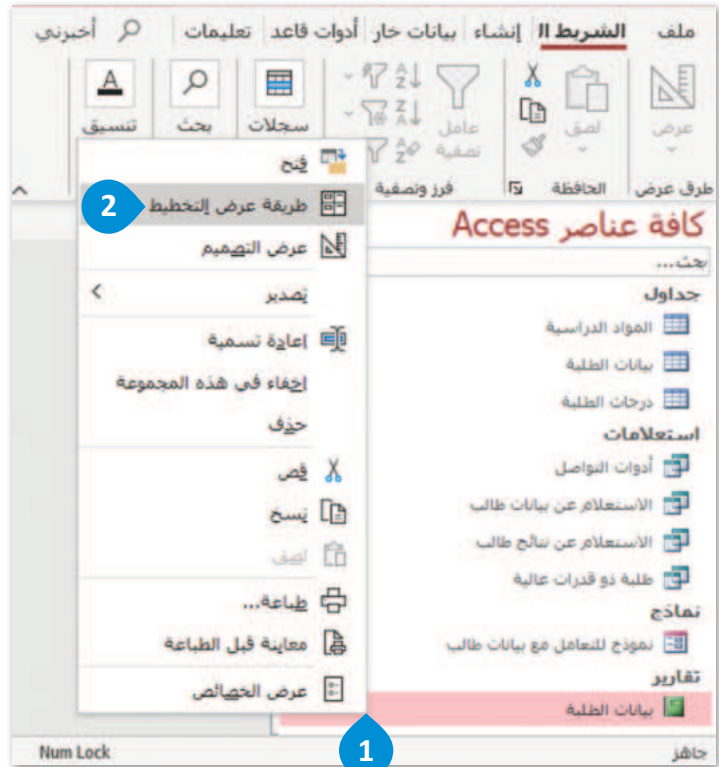 ملف الشريط ال إنشاء بيانات خار أدوات قاعد تعليمات أخبرني
عرض
لصق
عامل تصفية
سجلات
بحث
تنسيق
طرق عرض
الحافظة
فرز وتصفية
كافة عناصر Access
بحث...
جداول
المواد الدراسية
بيانات الطلبة
درجات الطلبة
استعلامات
أدوات التواصل
الاستعلام عن بيانات طالب
الاستعلام عن نتائج طالب
طلبة ذو قدرات عالية
نماذج
نموذج للتعامل مع بيانات طالب
تقارير
بيانات الطلبة
فتح
طريقة عرض التخطيط
2
عرض التصميم
تصدير
إعادة تسمية
إخفاء في هذه المجموعة
حذف
قص
نسخ
لصق
طباعة...
معاينة قبل الطباعة
عرض الخصائص
1
جاهز
Num Lock